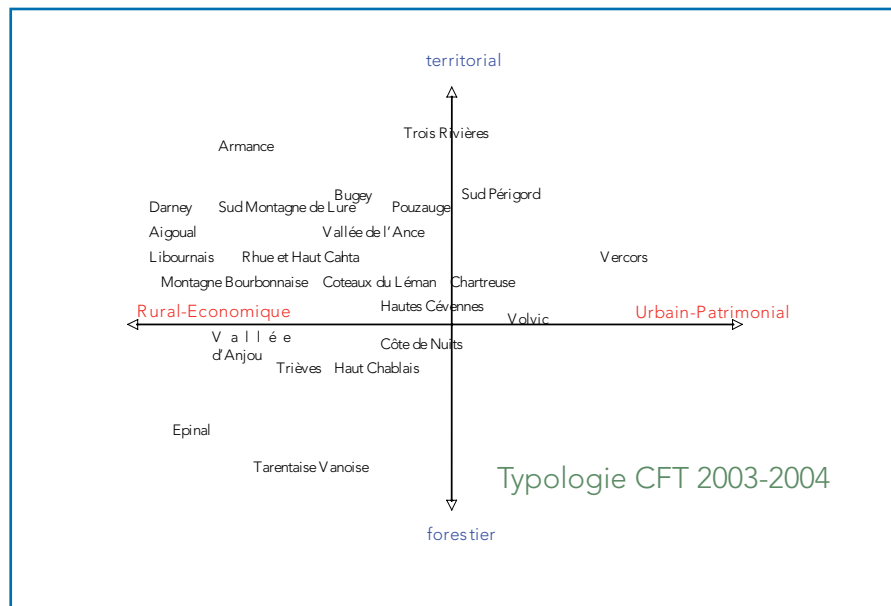 territorial
Trois Rivières
Armance
Bugey
Sud Périgord
Darney
Sud Montagne de Lure
Pouzauge
Aigoual
Vallée de l'Ance
Libournais
Rhue et Haut Cahta
Vercors
Montagne Bourbonnaise
Coteaux du Léman
Chartreuse
Hautes Cévennes
Rural-Economique
Volvic
Urbain-Patrimonial
Vallée
d'Anjou
Côte de Nuits
Trièves
Haut Chablais
Epinal
Tarentaise Vanoise
Typologie CFT 2003-2004
forestier